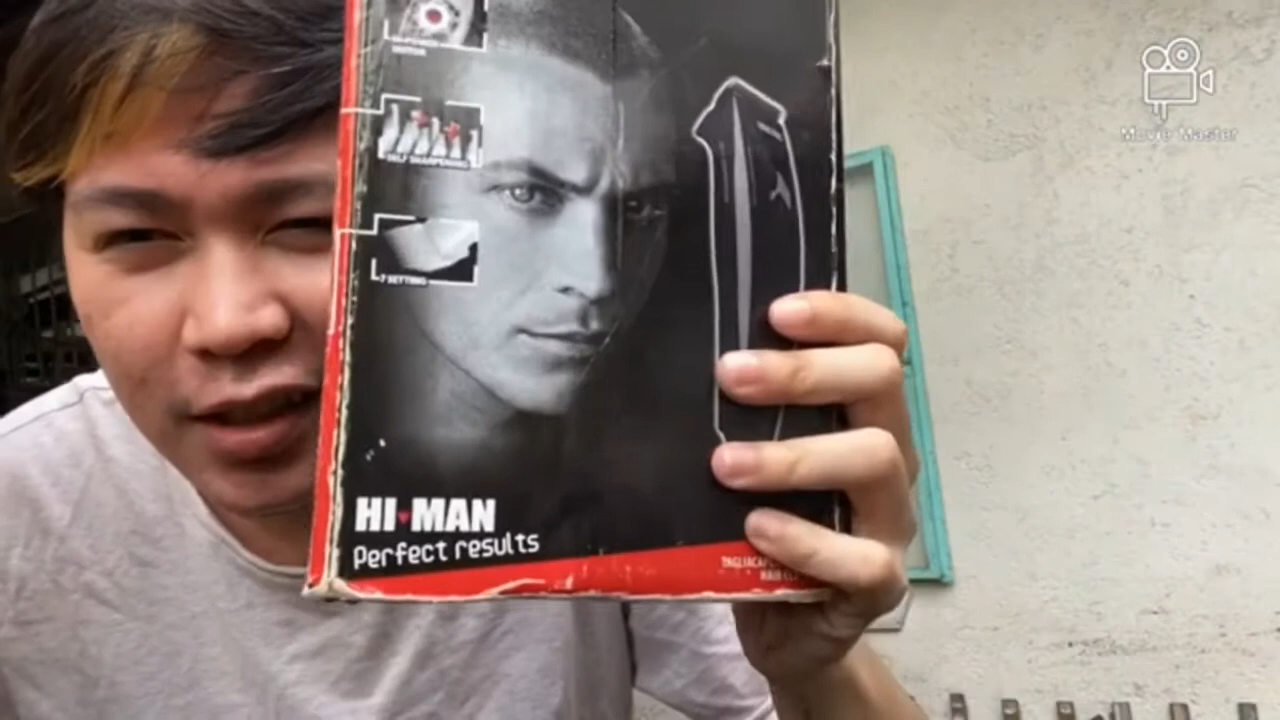 Movie Master
SELF SHARPENING
7 SETTING
HI-MAN
Perfect results